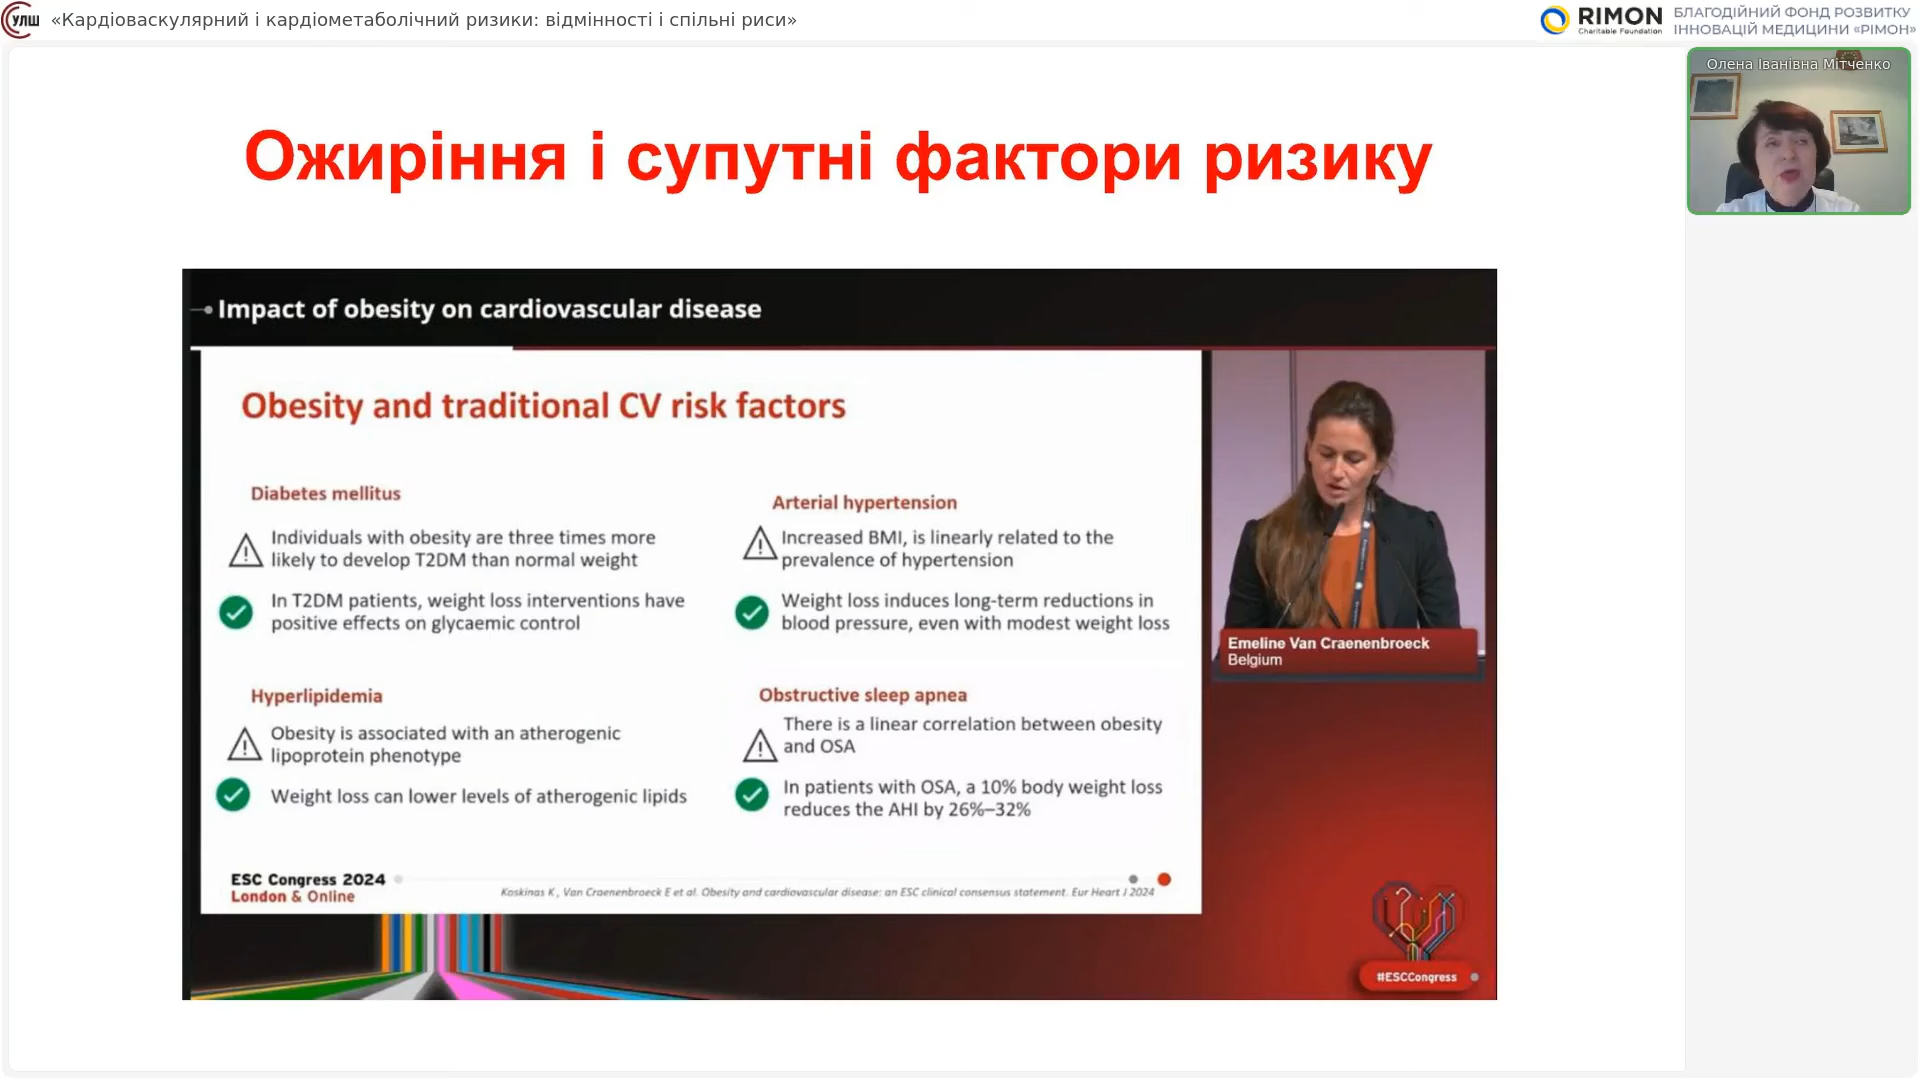 УЛШ
«Кардіоваскулярний і кардіометаболічний ризики: відмінності і спільні риси»
RIMON
Charitable Foundation
БЛАГОДІЙНИЙ ФОНД РОЗВИТКУ
ІННОВАЦІЙ МЕДИЦИНИ «РІМОН»
Олена Іванівна Мітченко
Ожиріння і супутні фактори ризику
Impact of obesity on cardiovascular disease
Obesity and traditional CV risk factors
Diabetes mellitus
Individuals with obesity are three times more
likely to develop T2DM than normal weight
In T2DM patients, weight loss interventions have
positive effects on glycaemic control
Arterial hypertension
Increased BMI, is linearly related to the
prevalence of hypertension
Weight loss induces long-term reductions in
blood pressure, even with modest weight loss
Hyperlipidemia
Obesity is associated with an atherogenic
lipoprotein phenotype
Weight loss can lower levels of atherogenic lipids
Obstructive sleep apnea
There is a linear correlation between obesity
and OSA
In patients with OSA, a 10% body weight loss
reduces the AHI by 26%–32%
ESC Congress 2024
London & Online
Koskinas K, Van Craenenbroeck E et al. Obesity and cardiovascular disease: an ESC clinical consensus statement. Eur Heart J 2024
Emeline Van Craenenbroeck
Belgium
#ESCCongress